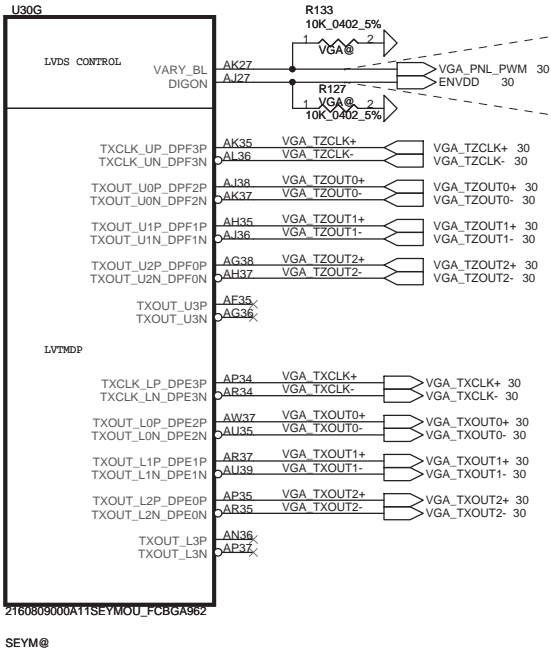 U30G
R133
10K_0402_5%
1 2
VGA@
LVDS CONTROL
VARY_BL AK27 VGA_PNL_PWM 30
DIGON AJ27 ENVDD 30
R127
1 VGA@ 2
10K_0402_5%
TXCLK_UP_DPF3P AK35 VGA_TZCLK+ VGA_TZCLK+ 30
TXCLK_UN_DPF3N AL36 VGA_TZCLK- VGA_TZCLK- 30
TXOUT_U0P_DPF2P AJ38 VGA_TZOUT0+ VGA_TZOUT0+ 30
TXOUT_U0N_DPF2N AK37 VGA_TZOUT0- VGA_TZOUT0- 30
TXOUT_U1P_DPF1P AH35 VGA_TZOUT1+ VGA_TZOUT1+ 30
TXOUT_U1N_DPF1N AJ36 VGA_TZOUT1- VGA_TZOUT1- 30
TXOUT_U2P_DPF0P AG38 VGA_TZOUT2+ VGA_TZOUT2+ 30
TXOUT_U2N_DPF0N AH37 VGA_TZOUT2- VGA_TZOUT2- 30
TXOUT_U3P AF35
TXOUT_U3N AG36
LVTMDP
TXCLK_LP_DPE3P AP34 VGA_TXCLK+ VGA_TXCLK+ 30
TXCLK_LN_DPE3N AR34 VGA_TXCLK- VGA_TXCLK- 30
TXOUT_L0P_DPE2P AW37 VGA_TXOUT0+ VGA_TXOUT0+ 30
TXOUT_L0N_DPE2N AU35 VGA_TXOUT0- VGA_TXOUT0- 30
TXOUT_L1P_DPE1P AR37 VGA_TXOUT1+ VGA_TXOUT1+ 30
TXOUT_L1N_DPE1N AU39 VGA_TXOUT1- VGA_TXOUT1- 30
TXOUT_L2P_DPE0P AP35 VGA_TXOUT2+ VGA_TXOUT2+ 30
TXOUT_L2N_DPE0N AR35 VGA_TXOUT2- VGA_TXOUT2- 30
TXOUT_L3P AN36
TXOUT_L3N AP37
2160809000A11SEYMOU_FCBGA962
SEYM@